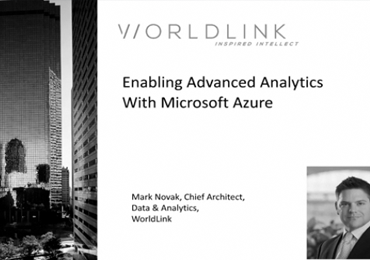 WORLDLINK
INSPIRED INTELLECT
Enabling Advanced Analytics
With Microsoft Azure
Mark Novak, Chief Architect,
Data & Analytics,
WorldLink